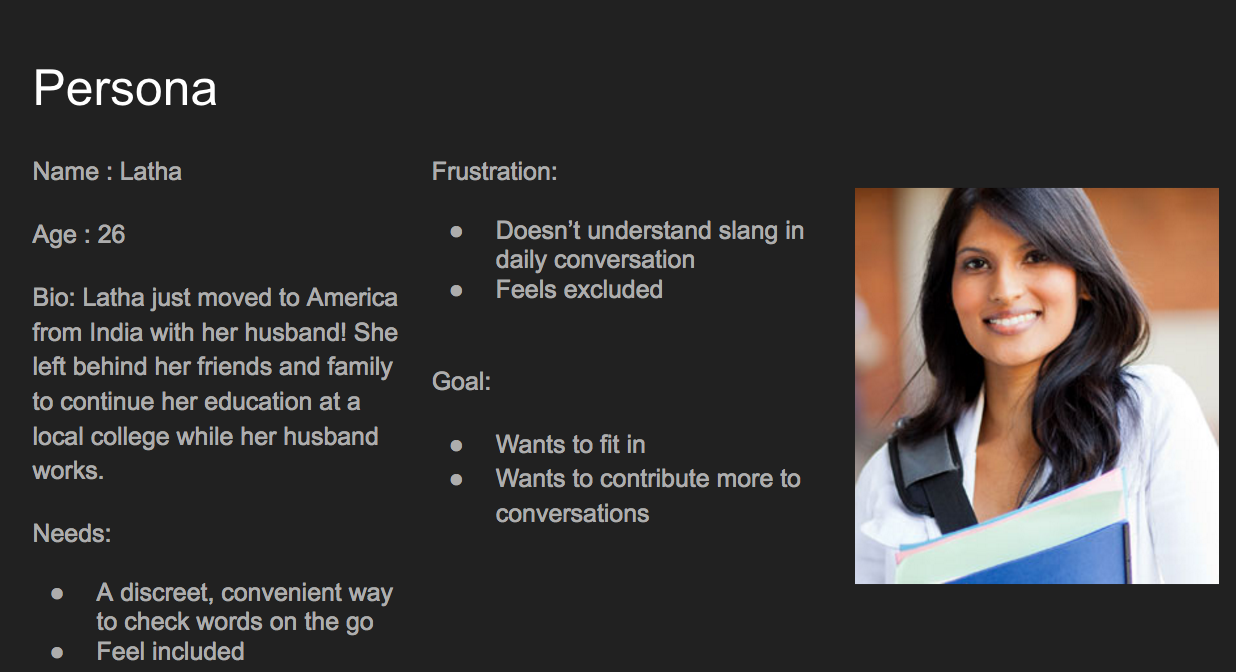 Persona
Name : Latha
Age : 26
Bio: Latha just moved to America
from India with her husband! She
left behind her friends and family
to continue her education at a
local college while her husband
works.
Needs:
● A discreet, convenient way
to check words on the go
● Feel included
Frustration:
● Doesn’t understand slang in
daily conversation
● Feels excluded
Goal:
● Wants to fit in
● Wants to contribute more to
conversations